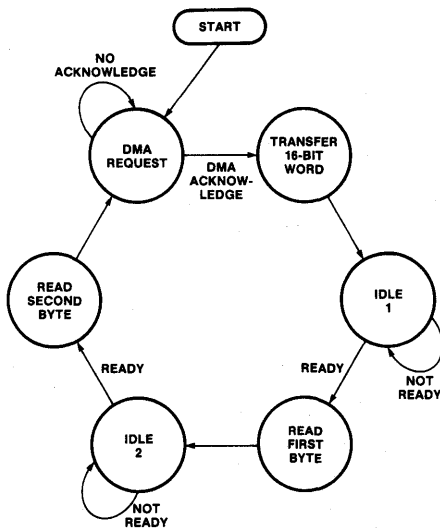 START
NO
ACKNOWLEDGE
DMA
REQUEST
DMA
ACKNOW-
LEDGE
TRANSFER
16-BIT
WORD
IDLE
1
NOT
READY
READY
READ
FIRST
BYTE
IDLE
2
NOT
READY
READY
READ
SECOND
BYTE